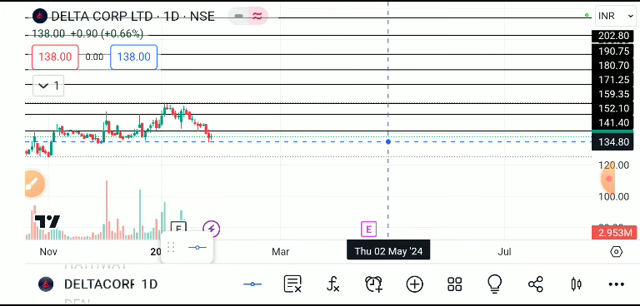 DELTA CORP LTD · 1D · NSE
INR
138.00 +0.90 (+0.66%)
202.80
138.00 0.00 138.00
190.75
180.70
1
171.25
159.35
152.10
141.40
134.80
120.00
100.00
E
E
2.953M
Nov
Mar
Thu 02 May '24
Jul
DELTACORP 1D